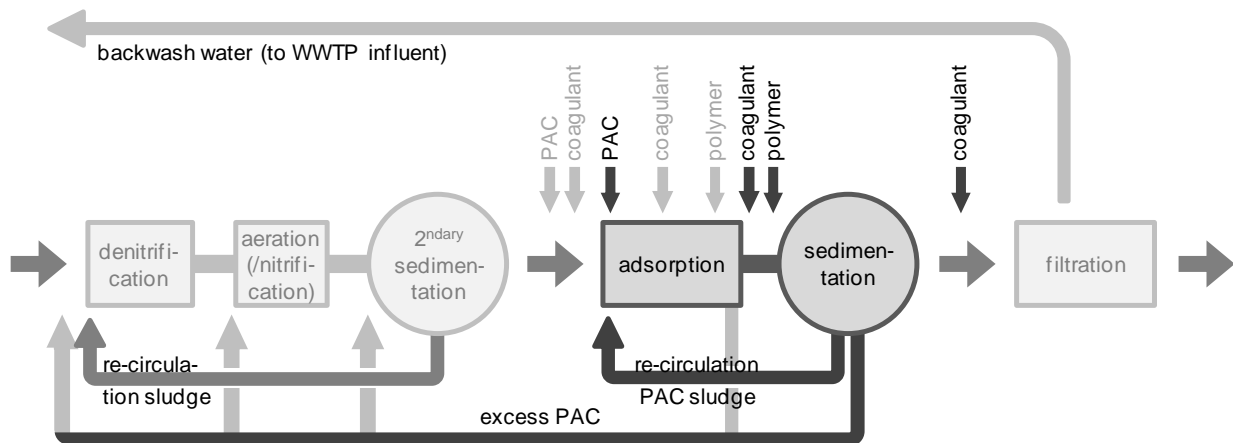 backwash water (to WWTP influent)
PAC
coagulant
PAC
coagulant
polymer
coagulant
polymer
coagulant
denitrifi-
cation
aeration
(/nitrifi-
cation)
2ndary
sedimen-
tation
adsorption
sedimen-
tation
filtration
re-circula-
tion sludge
re-circulation
PAC sludge
excess PAC